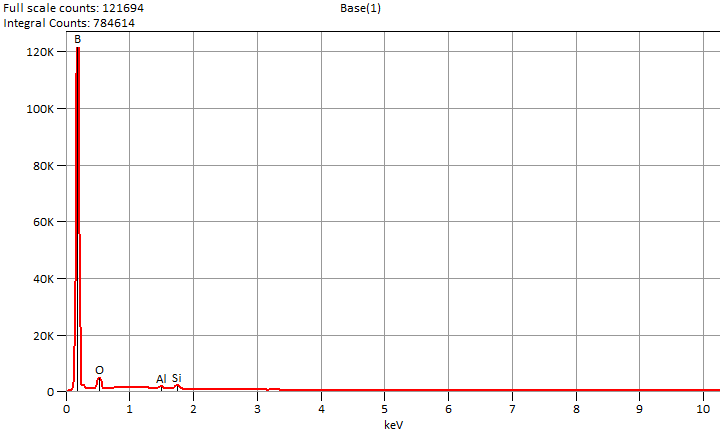 Full scale counts: 121694
Base(1)
Integral Counts: 784614
B
120K
100K
80K
60K
40K
20K
O
Al
Si
0
0 1 2 3 4 5 6 7 8 9 10
keV